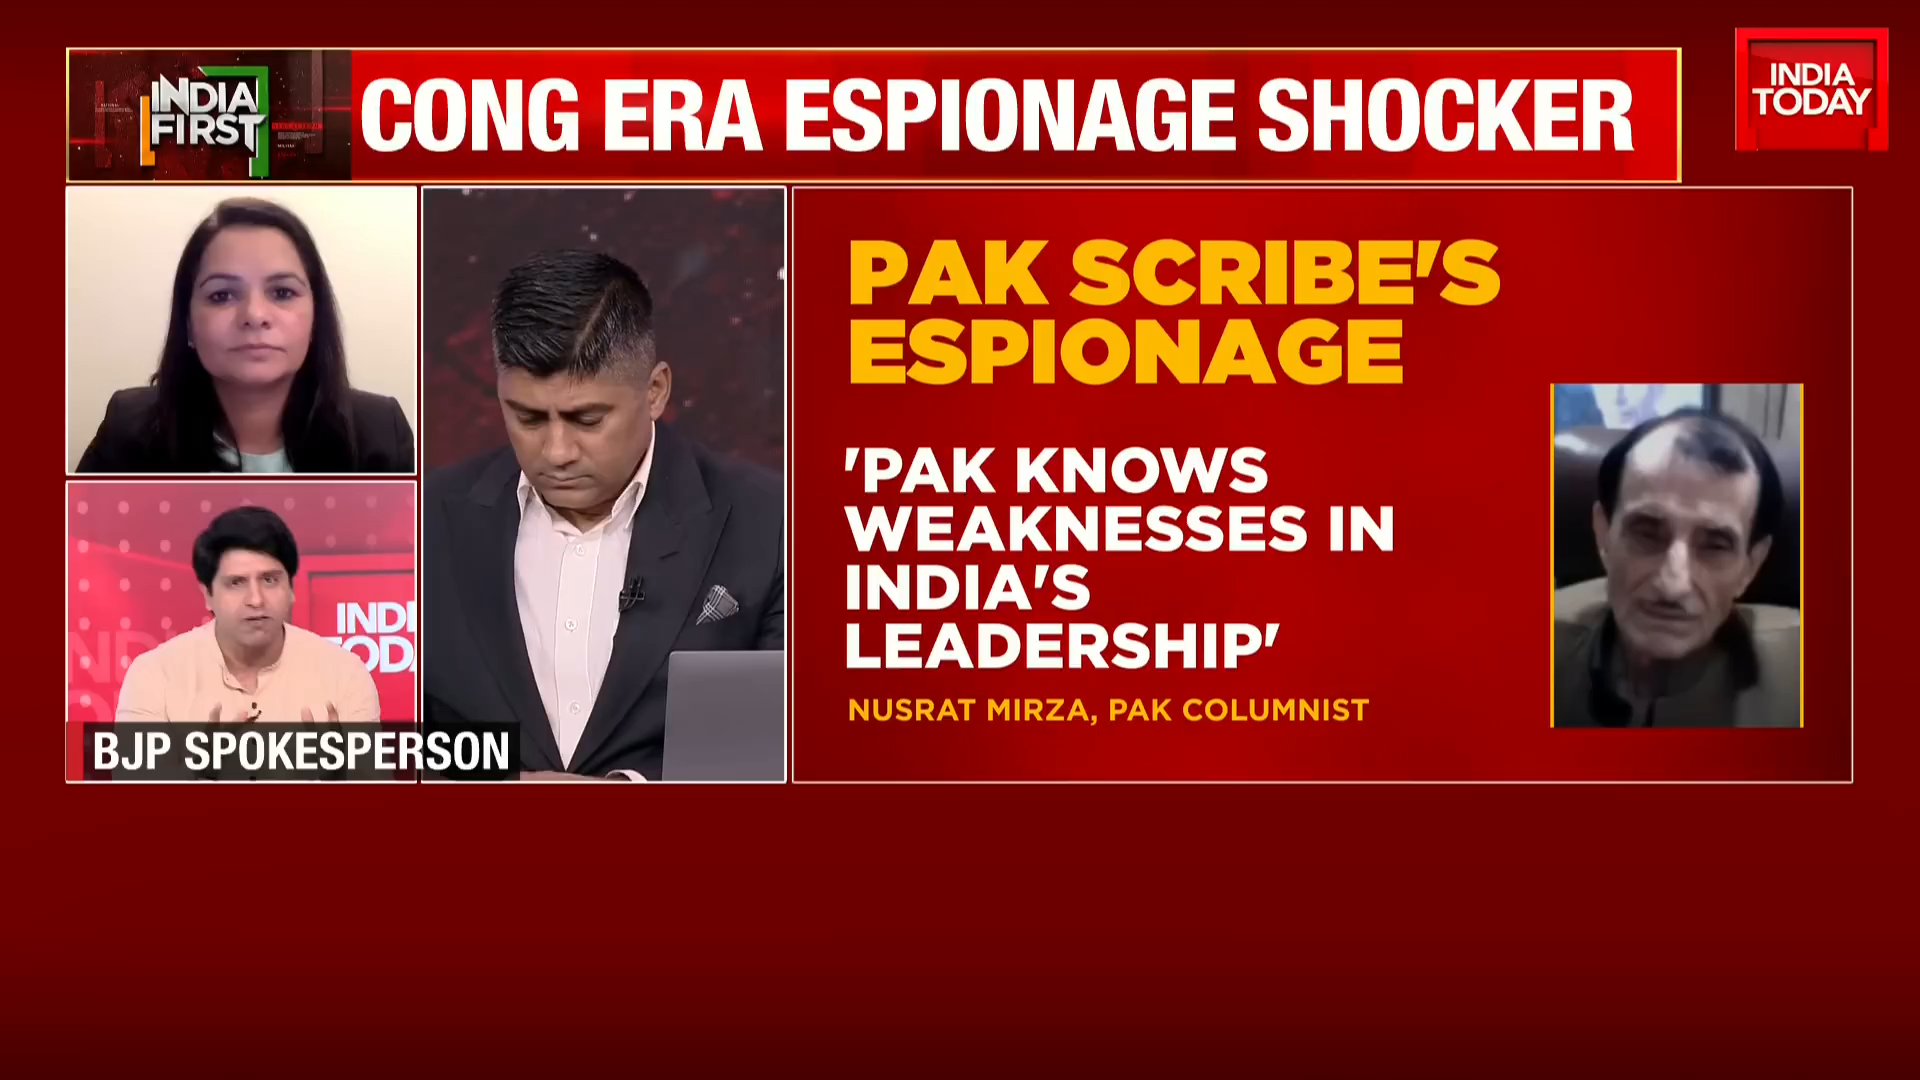 INDIA
FIRST
CONG ERA ESPIONAGE SHOCKER
INDIA
TODAY
PAK SCRIBE'S
ESPIONAGE
'PAK KNOWS
WEAKNESSES IN
INDIA'S
LEADERSHIP'
NUSRAT MIRZA, PAK COLUMNIST
BJP SPOKESPERSON